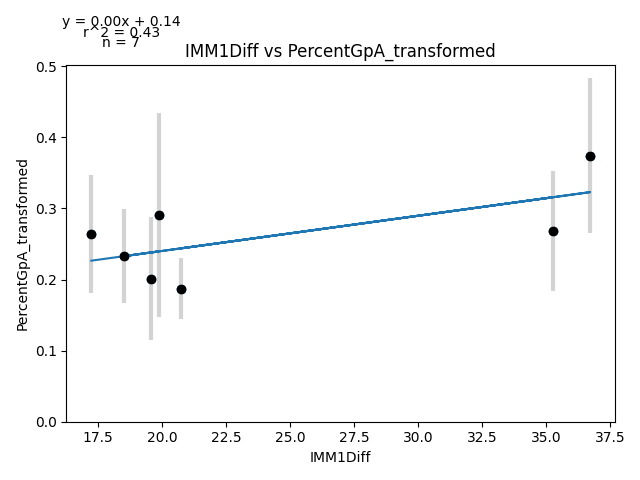 y = 0.00x + 0.14
r^2 = 0.43
n = 7
IMM1Diff vs PercentGpA_transformed
0.5
0.4
0.3
0.2
0.1
0.0
PercentGpA_transformed
17.5 20.0 22.5 25.0 27.5 30.0 32.5 35.0 37.5
IMM1Diff